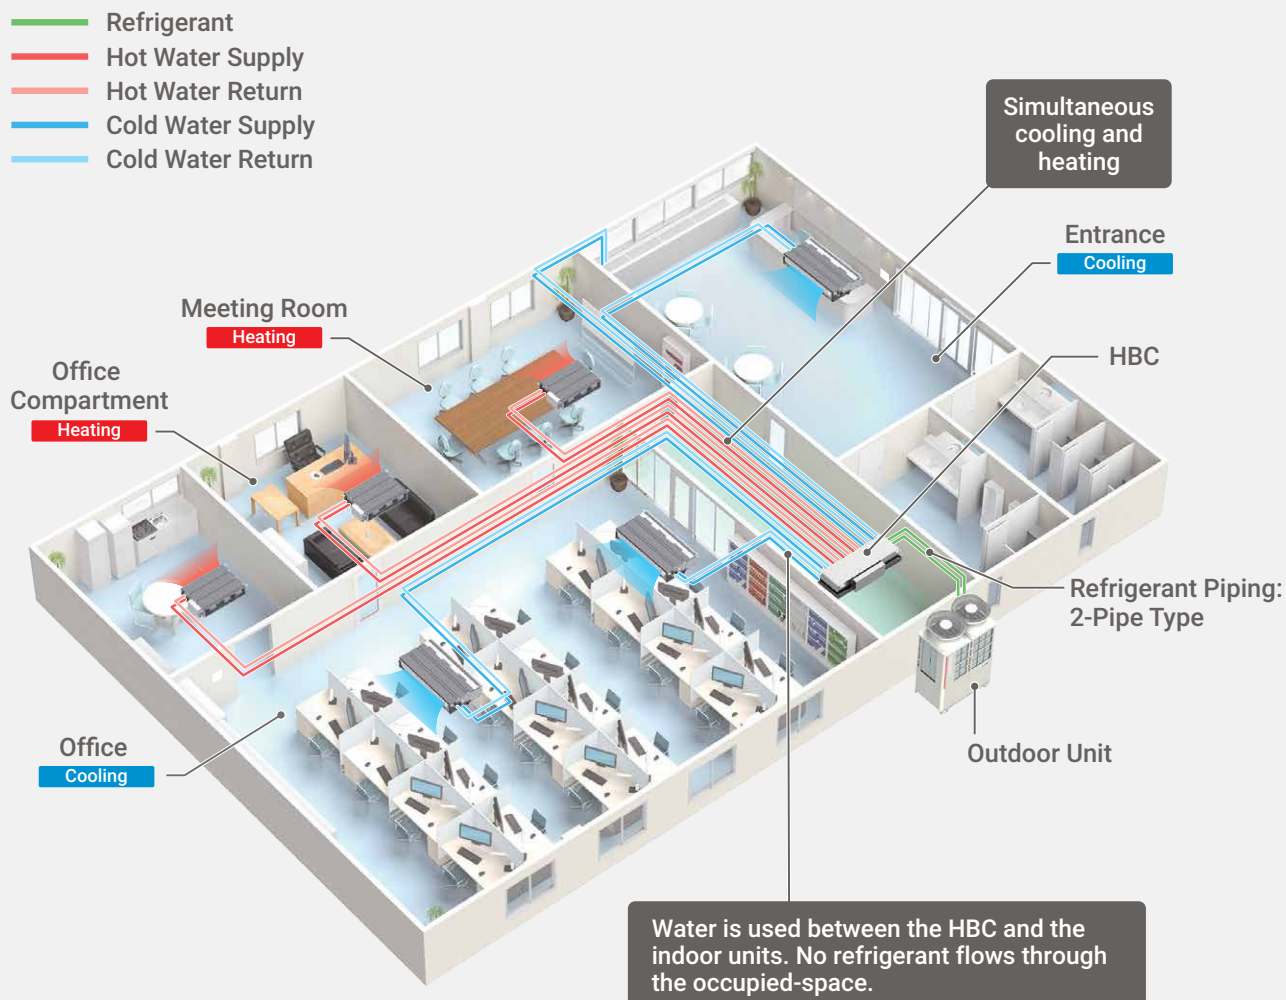 Refrigerant
Hot Water Supply
Hot Water Return
Cold Water Supply
Cold Water Return
Simultaneous
cooling and
heating
Entrance
Cooling
Meeting Room
Heating
HBC
Office
Compartment
Heating
Refrigerant Piping:
2-Pipe Type
Office
Cooling
Outdoor Unit
Water is used between the HBC and the
indoor units. No refrigerant flows through
the occupied-space.